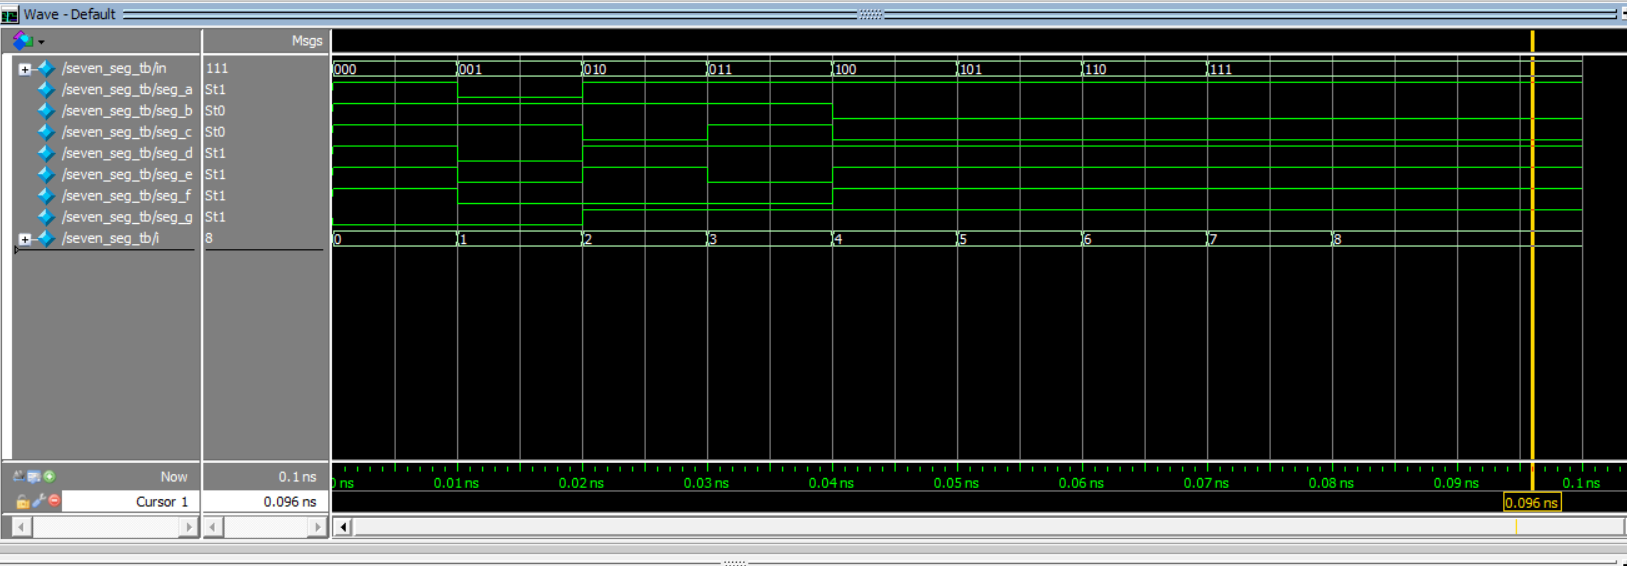 Wave - Default
Msgs
/seven_seg_tb/in 111 000 001 010 011 100 101 110 111
/seven_seg_tb/seg_a St1
/seven_seg_tb/seg_b St0
/seven_seg_tb/seg_c St0
/seven_seg_tb/seg_d St1
/seven_seg_tb/seg_e St1
/seven_seg_tb/seg_f St1
/seven_seg_tb/seg_g St1
/seven_seg_tb/i 8 0 1 2 3 4 5 6 7 8
Now 0.1 ns ns 0.01 ns 0.02 ns 0.03 ns 0.04 ns 0.05 ns 0.06 ns 0.07 ns 0.08 ns 0.09 ns 0.1 ns
Cursor 1 0.096 ns 0.096 ns